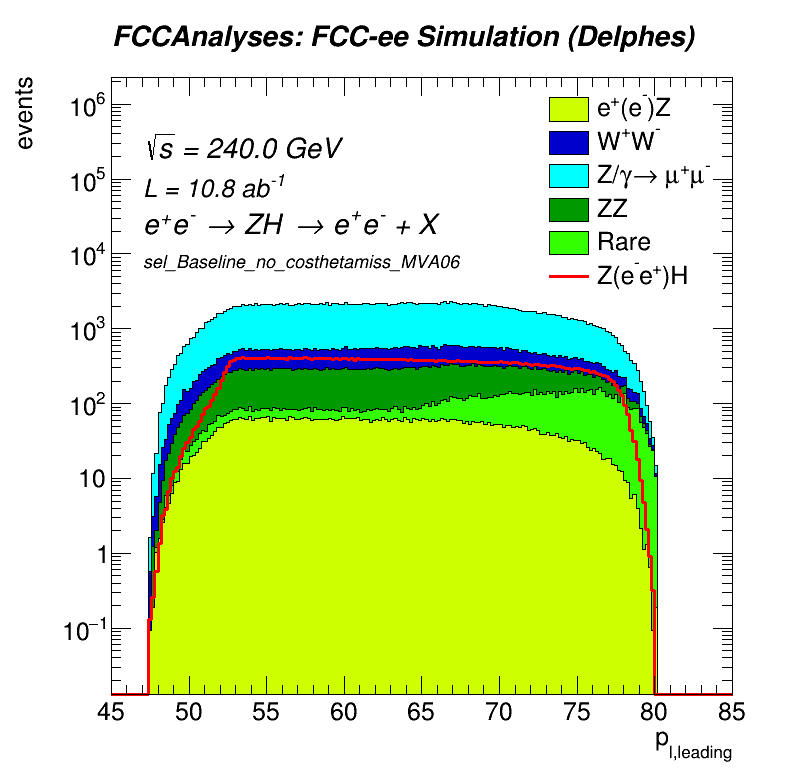 FCCAnalyses: FCC-ee Simulation (Delphes)
events
√s = 240.0 GeV
L = 10.8 ab⁻¹
e⁺e⁻ → ZH → e⁺e⁻ + X
sel_Baseline_no_costhetamiss_MVA06
e⁺(e⁻)Z
W⁺W⁻
Z/γ→ μ⁺μ⁻
ZZ
Rare
Z(e⁻e⁺)H
10⁶
10⁵
10⁴
10³
10²
10
1
10⁻¹
45 50 55 60 65 70 75 80 85
p_l,leading